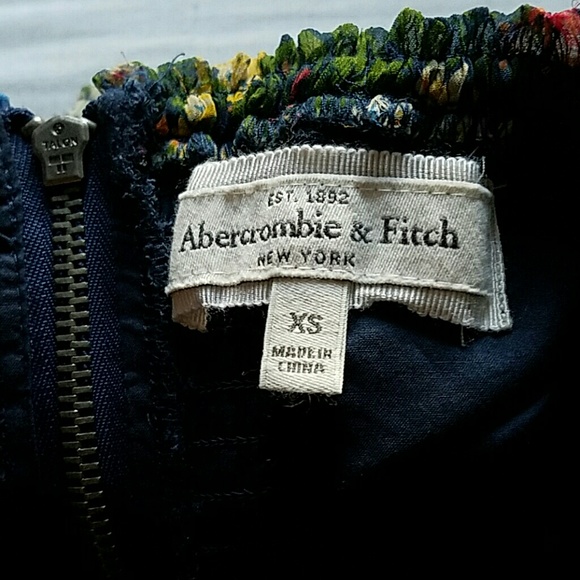 TALON
EST. 1892
Abercrombie & Fitch
NEW YORK
XS
MADE IN
CHINA